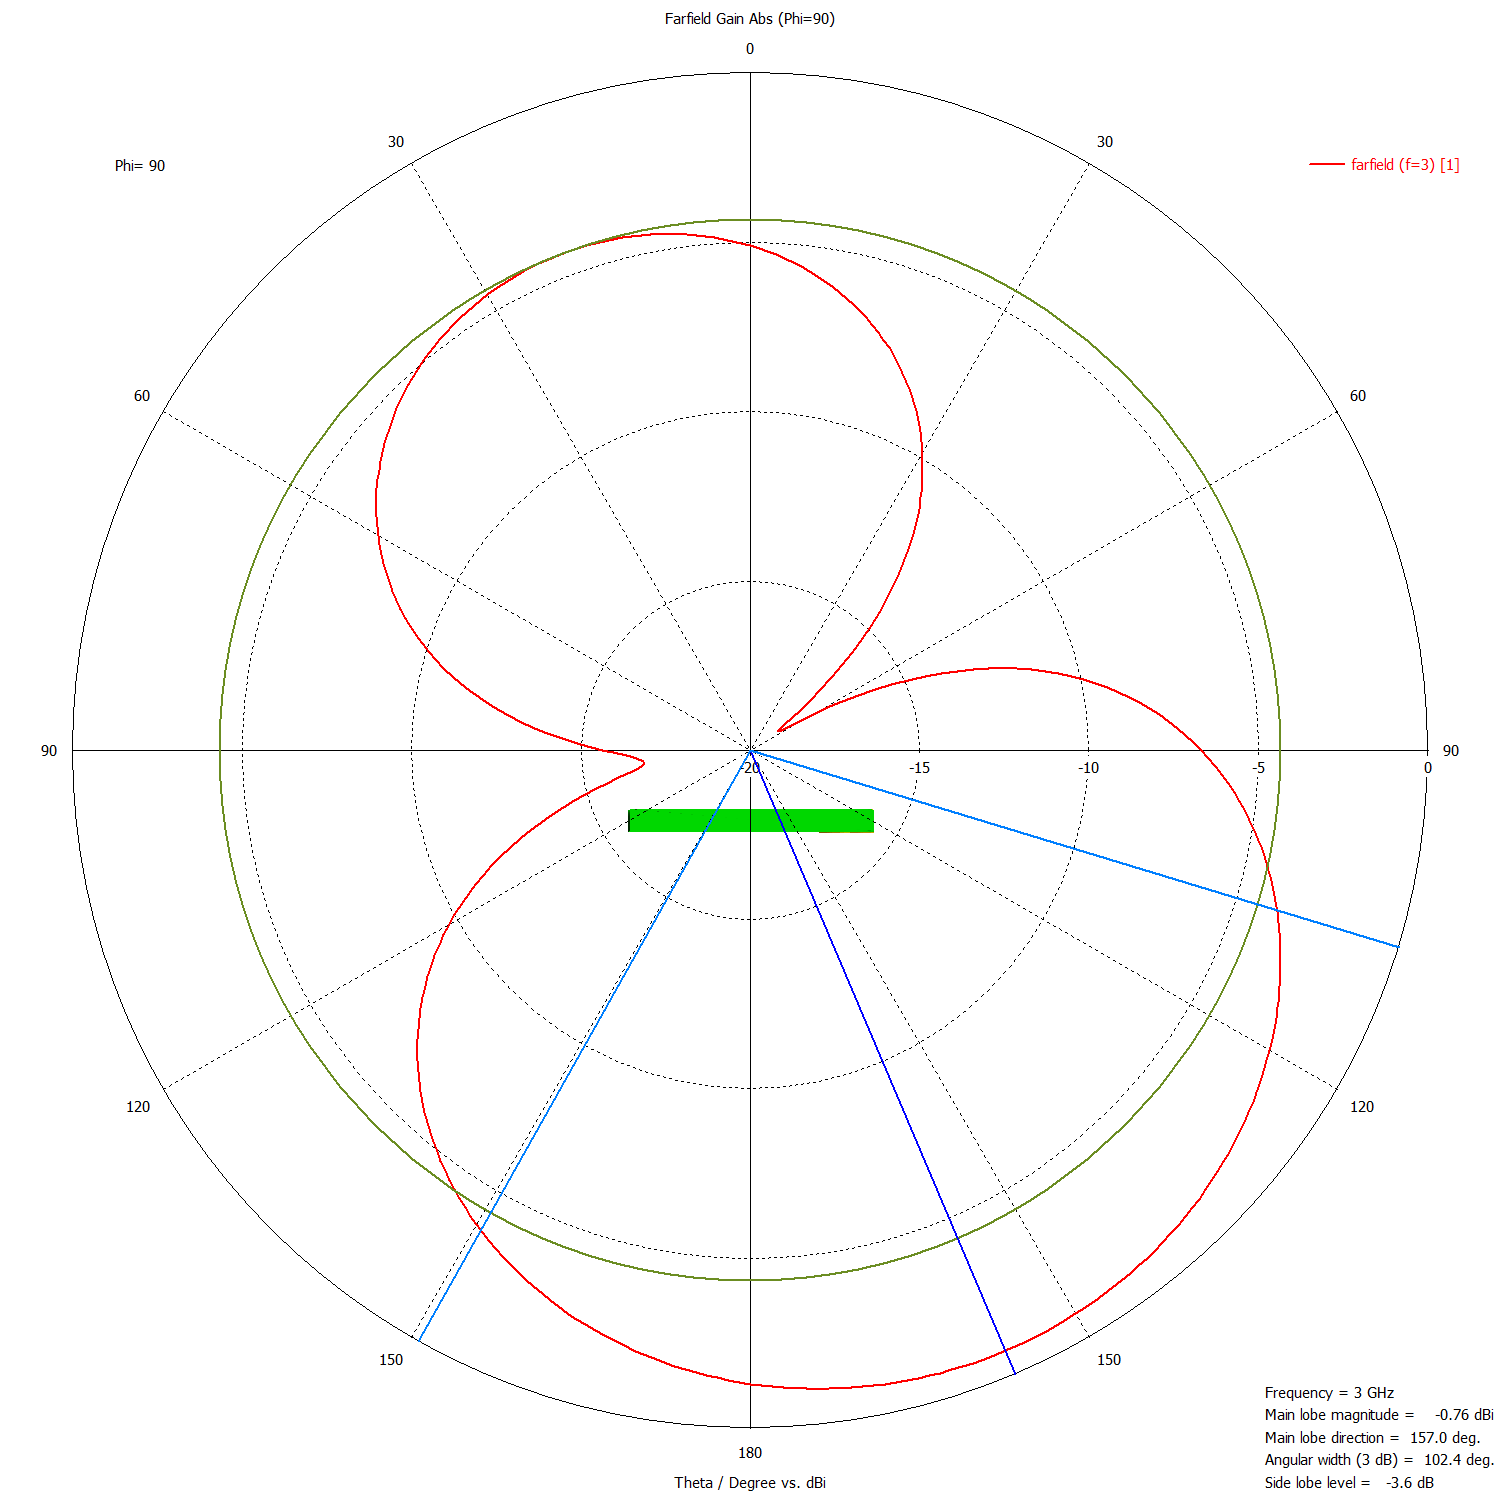 Farfield Gain Abs (Phi=90)
0
30
30
Phi= 90
farfield (f=3) [1]
60
60
90
90
-20
-15
-10
-5
0
120
120
150
150
Frequency = 3 GHz
Main lobe magnitude = -0.76 dBi
Main lobe direction = 157.0 deg.
Angular width (3 dB) = 102.4 deg.
Side lobe level = -3.6 dB
180
Theta / Degree vs. dBi